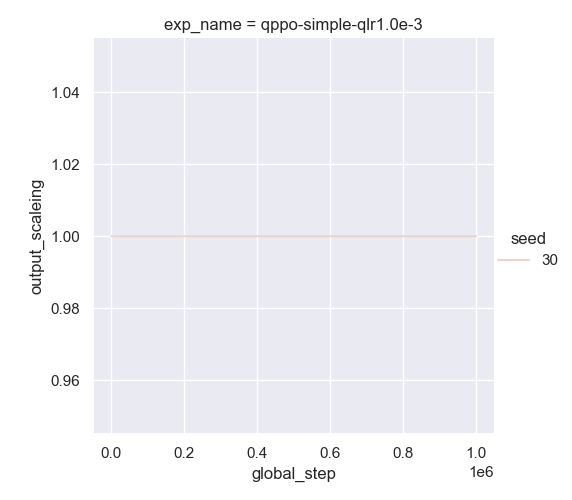 exp_name = qppo-simple-qlr1.0e-3
1.04
1.02
1.00
0.98
0.96
output_scaleing
0.0
0.2
0.4
0.6
0.8
1.0
1e6
global_step
seed
30